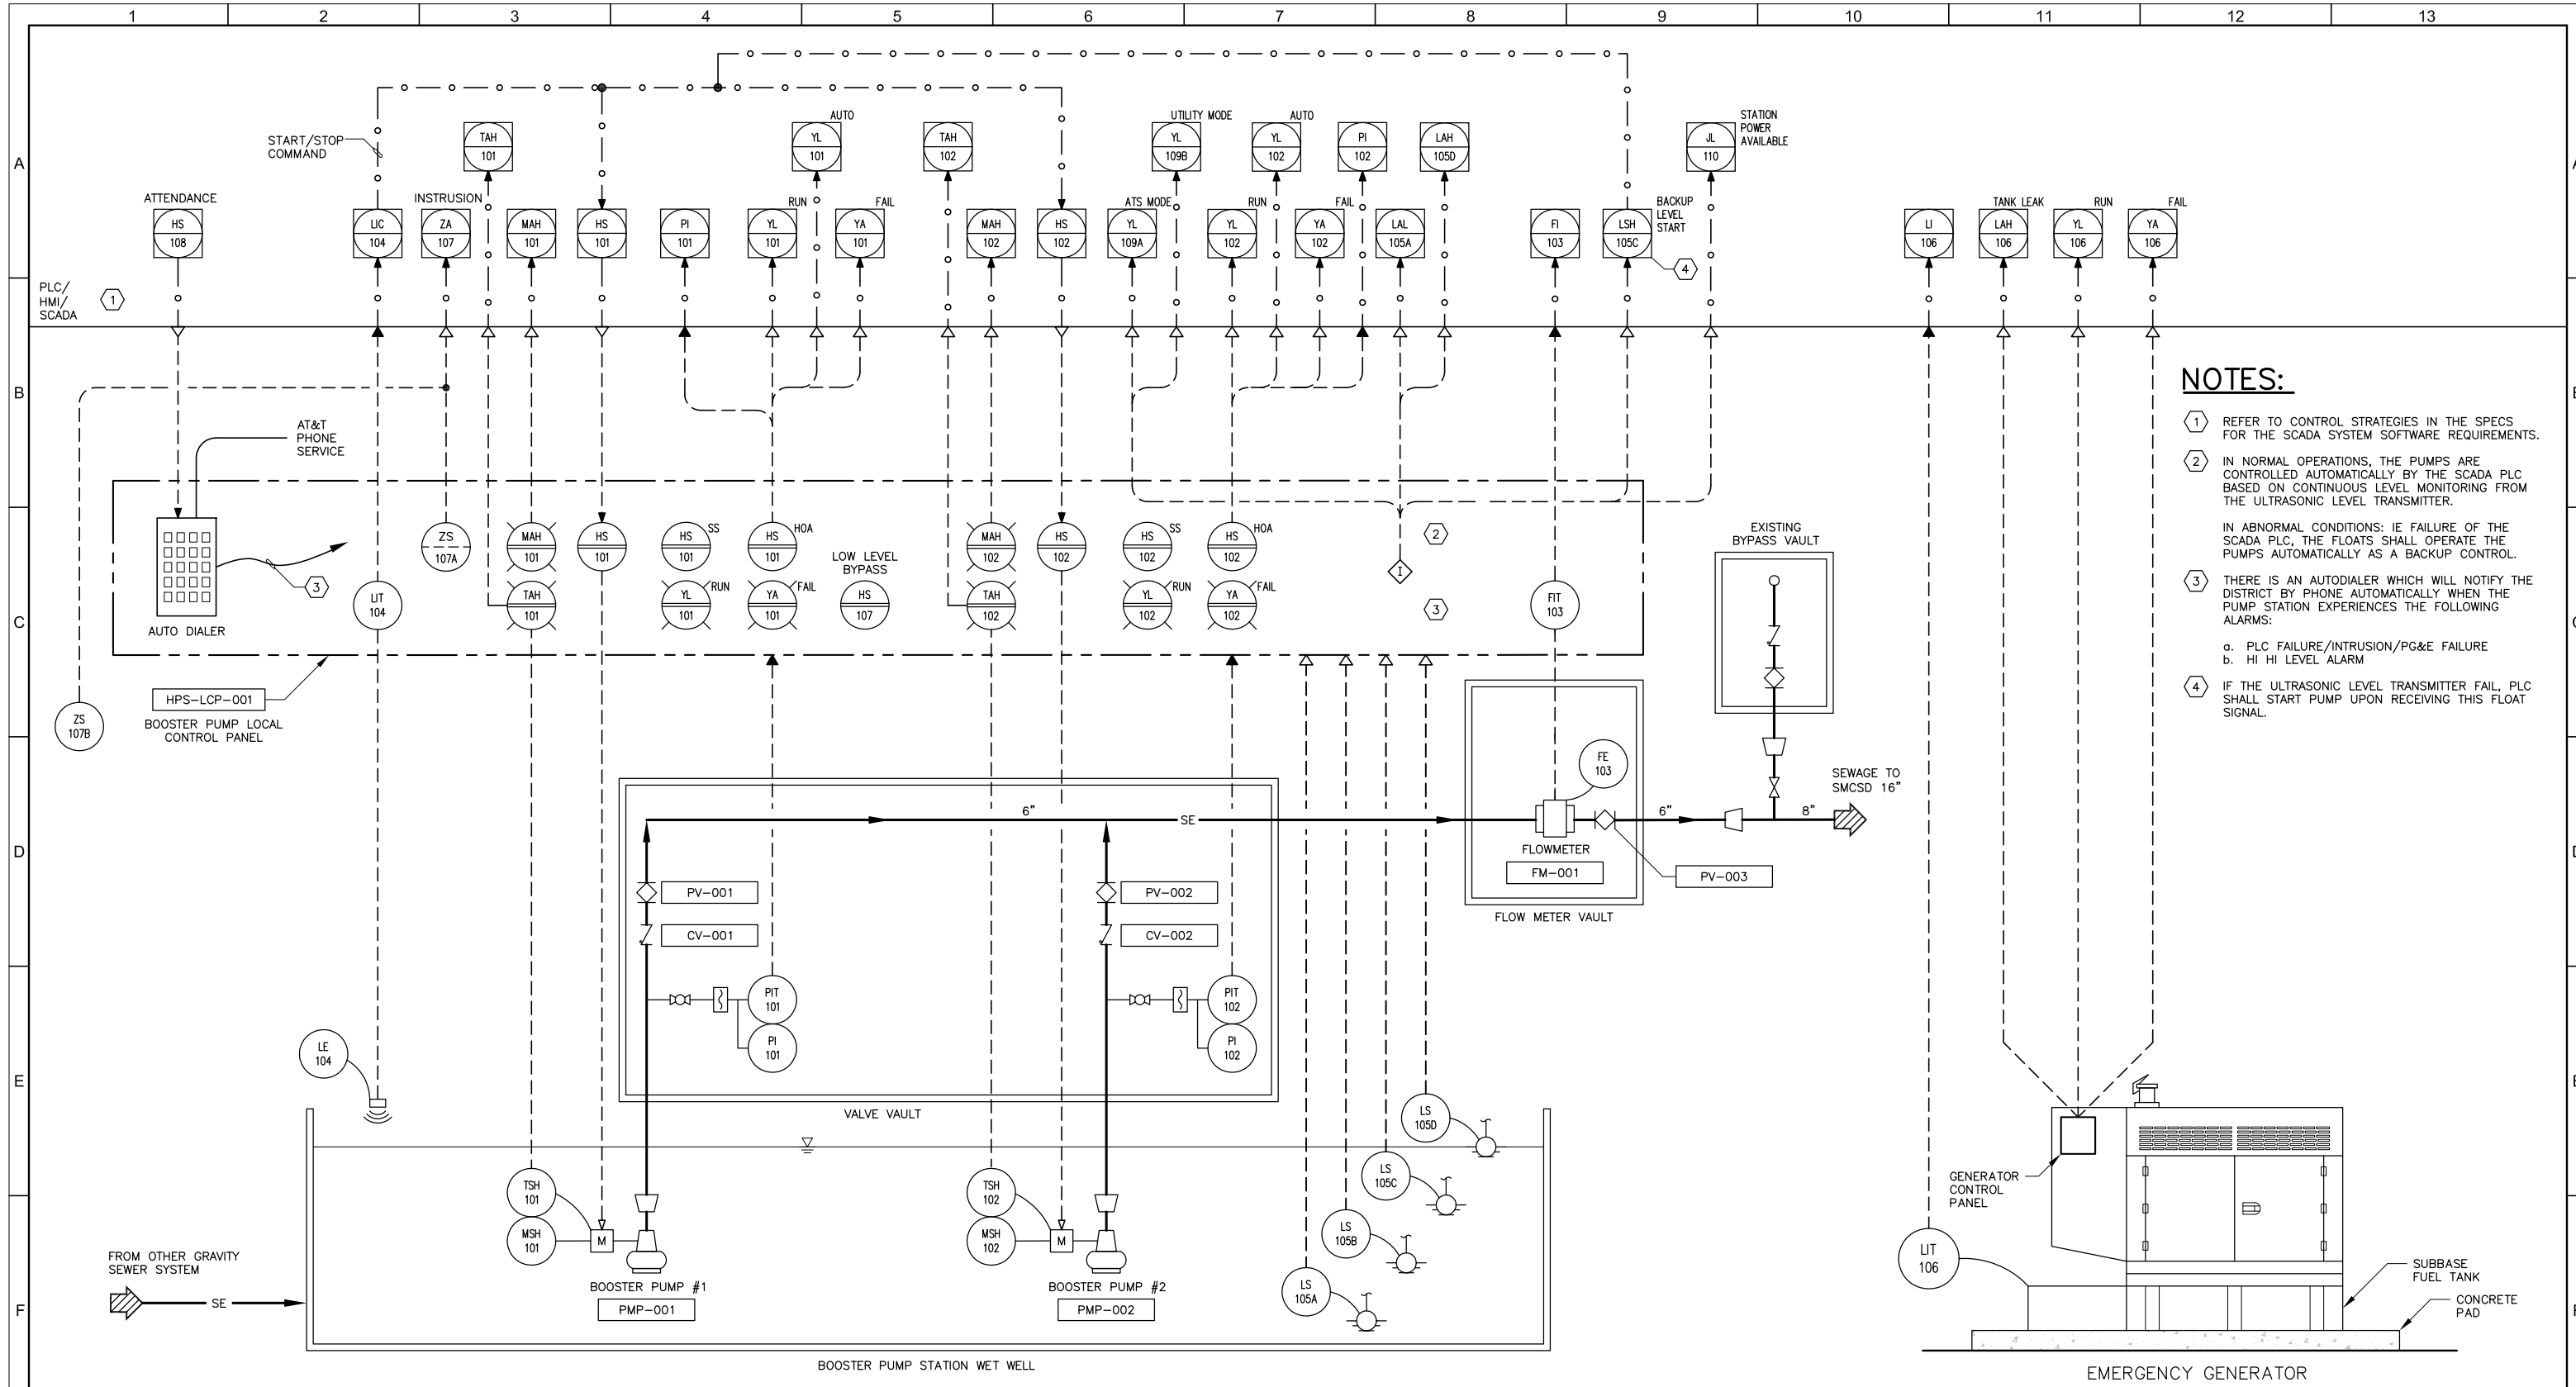 1
2
3
4
5
6
7
8
9
10
11
12
13
A
B
C
D
E
F
START/STOP
COMMAND
TAH
101
AUTO
YL
101
TAH
102
UTILITY MODE
YL
109B
AUTO
YL
102
PI
102
LAH
105D
JL
110
STATION
POWER
AVAILABLE
ATTENDANCE
HS
108
LIC
104
INSTRUSION
ZA
107
MAH
101
HS
101
PI
101
RUN
YL
101
FAIL
YA
101
MAH
102
HS
102
ATS MODE
YL
109A
RUN
YL
102
FAIL
YA
102
LAL
105A
FI
103
LSH
105C
BACKUP
LEVEL
START
4
LI
106
TANK LEAK
LAH
106
RUN
YL
106
FAIL
YA
106
PLC/
HMI/
SCADA
1
AT&T
PHONE
SERVICE
3
AUTO DIALER
LIT
104
ZS
107A
MAH
101
TAH
101
HS
101
HS
101
SS
YL
101
RUN
HS
101
HOA
YA
101
FAIL
LOW LEVEL
BYPASS
HS
107
MAH
102
TAH
102
HS
102
HS
102
SS
YL
102
RUN
HS
102
HOA
YA
102
FAIL
I
2
3
FIT
103
EXISTING
BYPASS VAULT
HPS-LCP-001
BOOSTER PUMP LOCAL
CONTROL PANEL
ZS
107B
NOTES:
1 REFER TO CONTROL STRATEGIES IN THE SPECS
FOR THE SCADA SYSTEM SOFTWARE REQUIREMENTS.
2 IN NORMAL OPERATIONS, THE PUMPS ARE
CONTROLLED AUTOMATICALLY BY THE SCADA PLC
BASED ON CONTINUOUS LEVEL MONITORING FROM
THE ULTRASONIC LEVEL TRANSMITTER.
IN ABNORMAL CONDITIONS: IE FAILURE OF THE
SCADA PLC, THE FLOATS SHALL OPERATE THE
PUMPS AUTOMATICALLY AS A BACKUP CONTROL.
3 THERE IS AN AUTODIALER WHICH WILL NOTIFY THE
DISTRICT BY PHONE AUTOMATICALLY WHEN THE
PUMP STATION EXPERIENCES THE FOLLOWING
ALARMS:
a. PLC FAILURE/INTRUSION/PG&E FAILURE
b. HI HI LEVEL ALARM
4 IF THE ULTRASONIC LEVEL TRANSMITTER FAIL, PLC
SHALL START PUMP UPON RECEIVING THIS FLOAT
SIGNAL.
6"
SE
FE
103
6"
8"
SEWAGE TO
SMCSD 16"
FLOWMETER
FM-001
PV-003
FLOW METER VAULT
PV-001
CV-001
PV-002
CV-002
PIT
101
PI
101
PIT
102
PI
102
VALVE VAULT
LE
104
LS
105D
LS
105C
LS
105B
LS
105A
TSH
101
MSH
101
M
BOOSTER PUMP #1
PMP-001
TSH
102
MSH
102
M
BOOSTER PUMP #2
PMP-002
FROM OTHER GRAVITY
SEWER SYSTEM
SE
BOOSTER PUMP STATION WET WELL
GENERATOR
CONTROL
PANEL
LIT
106
SUBBASE
FUEL TANK
CONCRETE
PAD
EMERGENCY GENERATOR